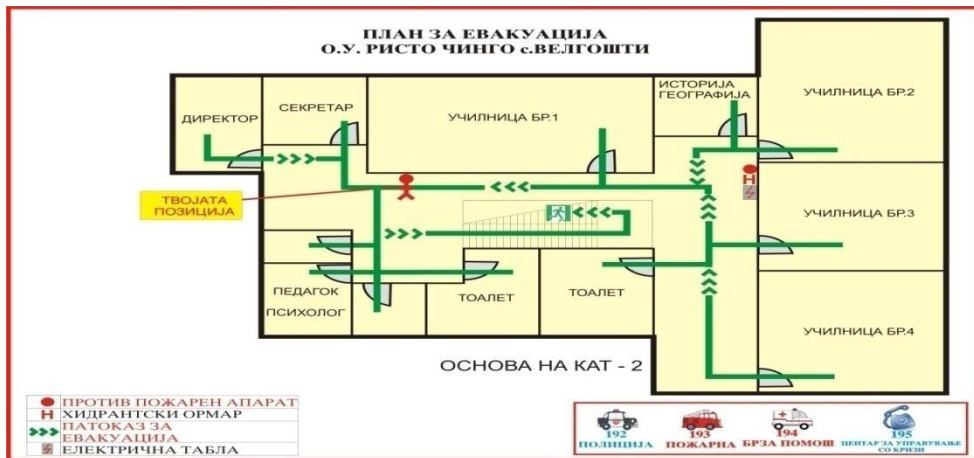 ПЛАН ЗА ЕВАКУАЦИЈА
О.У. РИСТО ЧИНГО с.ВЕЛГОШТИ
ДИРЕКТОР
СЕКРЕТАР
УЧИЛНИЦА БР.1
ИСТОРИЈА
ГЕОГРАФИЈА
УЧИЛНИЦА БР.2
Н
ТВОЈАТА
ПОЗИЦИЈА
УЧИЛНИЦА БР.3
ПЕДАГОК
ПСИХОЛОГ
ТОАЛЕТ
ТОАЛЕТ
УЧИЛНИЦА БР.4
ОСНОВА НА КАТ - 2
ПРОТИВ ПОЖАРЕН АПАРАТ
Н ХИДРАНТСКИ ОРМАР
ПАТОКАЗ ЗА
ЕВАКУАЦИЈА
ЕЛЕКТРИЧНА ТАБЛА
192
ПОЛИЦИЈА
193
ПОЖАРНА
194
БРЗА ПОМОШ
195
ЦЕНТАР ЗА УПРАВУВАЊЕ
СО КРИЗИ